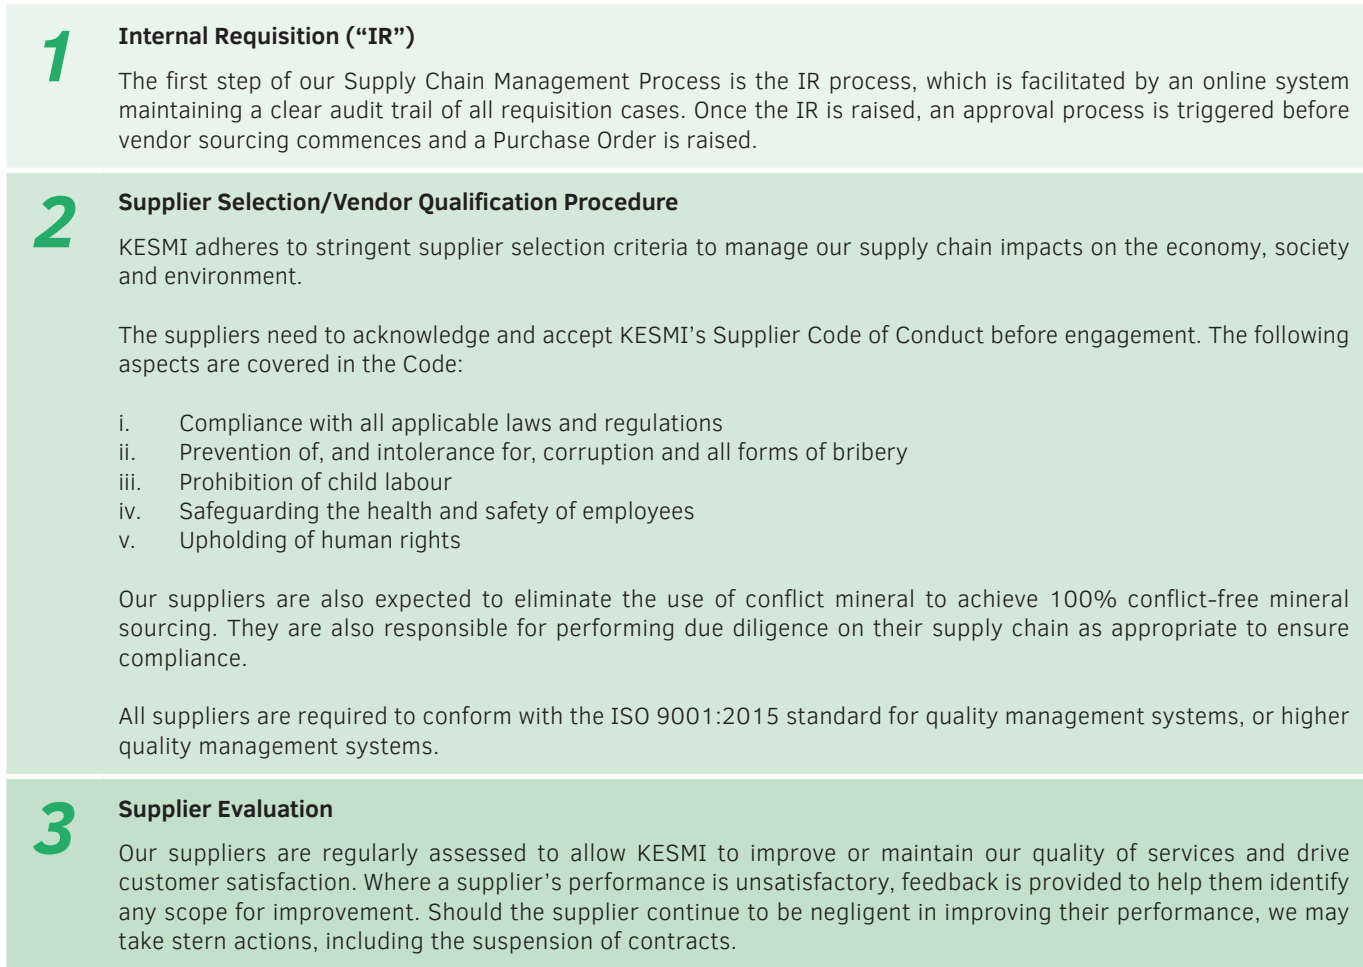 1
Internal Requisition (“IR”)
The first step of our Supply Chain Management Process is the IR process, which is facilitated by an online system
maintaining a clear audit trail of all requisition cases. Once the IR is raised, an approval process is triggered before
vendor sourcing commences and a Purchase Order is raised.
2
Supplier Selection/Vendor Qualification Procedure
KESMI adheres to stringent supplier selection criteria to manage our supply chain impacts on the economy, society
and environment.
The suppliers need to acknowledge and accept KESMI’s Supplier Code of Conduct before engagement. The following
aspects are covered in the Code:
i. Compliance with all applicable laws and regulations
ii. Prevention of, and intolerance for, corruption and all forms of bribery
iii. Prohibition of child labour
iv. Safeguarding the health and safety of employees
v. Upholding of human rights
Our suppliers are also expected to eliminate the use of conflict mineral to achieve 100% conflict-free mineral
sourcing. They are also responsible for performing due diligence on their supply chain as appropriate to ensure
compliance.
All suppliers are required to conform with the ISO 9001:2015 standard for quality management systems, or higher
quality management systems.
3
Supplier Evaluation
Our suppliers are regularly assessed to allow KESMI to improve or maintain our quality of services and drive
customer satisfaction. Where a supplier’s performance is unsatisfactory, feedback is provided to help them identify
any scope for improvement. Should the supplier continue to be negligent in improving their performance, we may
take stern actions, including the suspension of contracts.